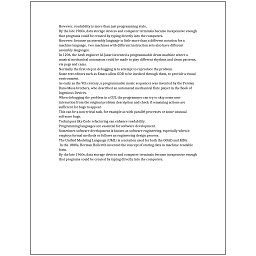 However, readability is more than just programming style.
By the late 1960s, data storage devices and computer terminals became inexpensive enough
that programs could be created by typing directly into the computers.
However, because an assembly language is little more than a different notation for a
machine language, two machines with different instruction sets also have different
assembly languages.
In 1206, the Arab engineer Al-Jazari invented a programmable drum machine where a
musical mechanical automaton could be made to play different rhythms and drum patterns,
via pegs and cams.
Normally the first step in debugging is to attempt to reproduce the problem.
Some text editors such as Emacs allow GDB to be invoked through them, to provide a visual
environment.
As early as the 9th century, a programmable music sequencer was invented by the Persian
Banu Musa brothers, who described an automated mechanical flute player in the Book of
Ingenious Devices.
When debugging the problem in a GUI, the programmer can try to skip some user
interaction from the original problem description and check if remaining actions are
sufficient for bugs to appear.
This can be a non-trivial task, for example as with parallel processes or some unusual
software bugs.
Techniques like Code refactoring can enhance readability.
Programming languages are essential for software development.
Sometimes software development is known as software engineering, especially when it
employs formal methods or follows an engineering design process.
The Unified Modeling Language (UML) is a notation used for both the OOAD and MDA.
In the 1880s, Herman Hollerith invented the concept of storing data in machine-readable
form.
By the late 1960s, data storage devices and computer terminals became inexpensive enough
that programs could be created by typing directly into the computers.